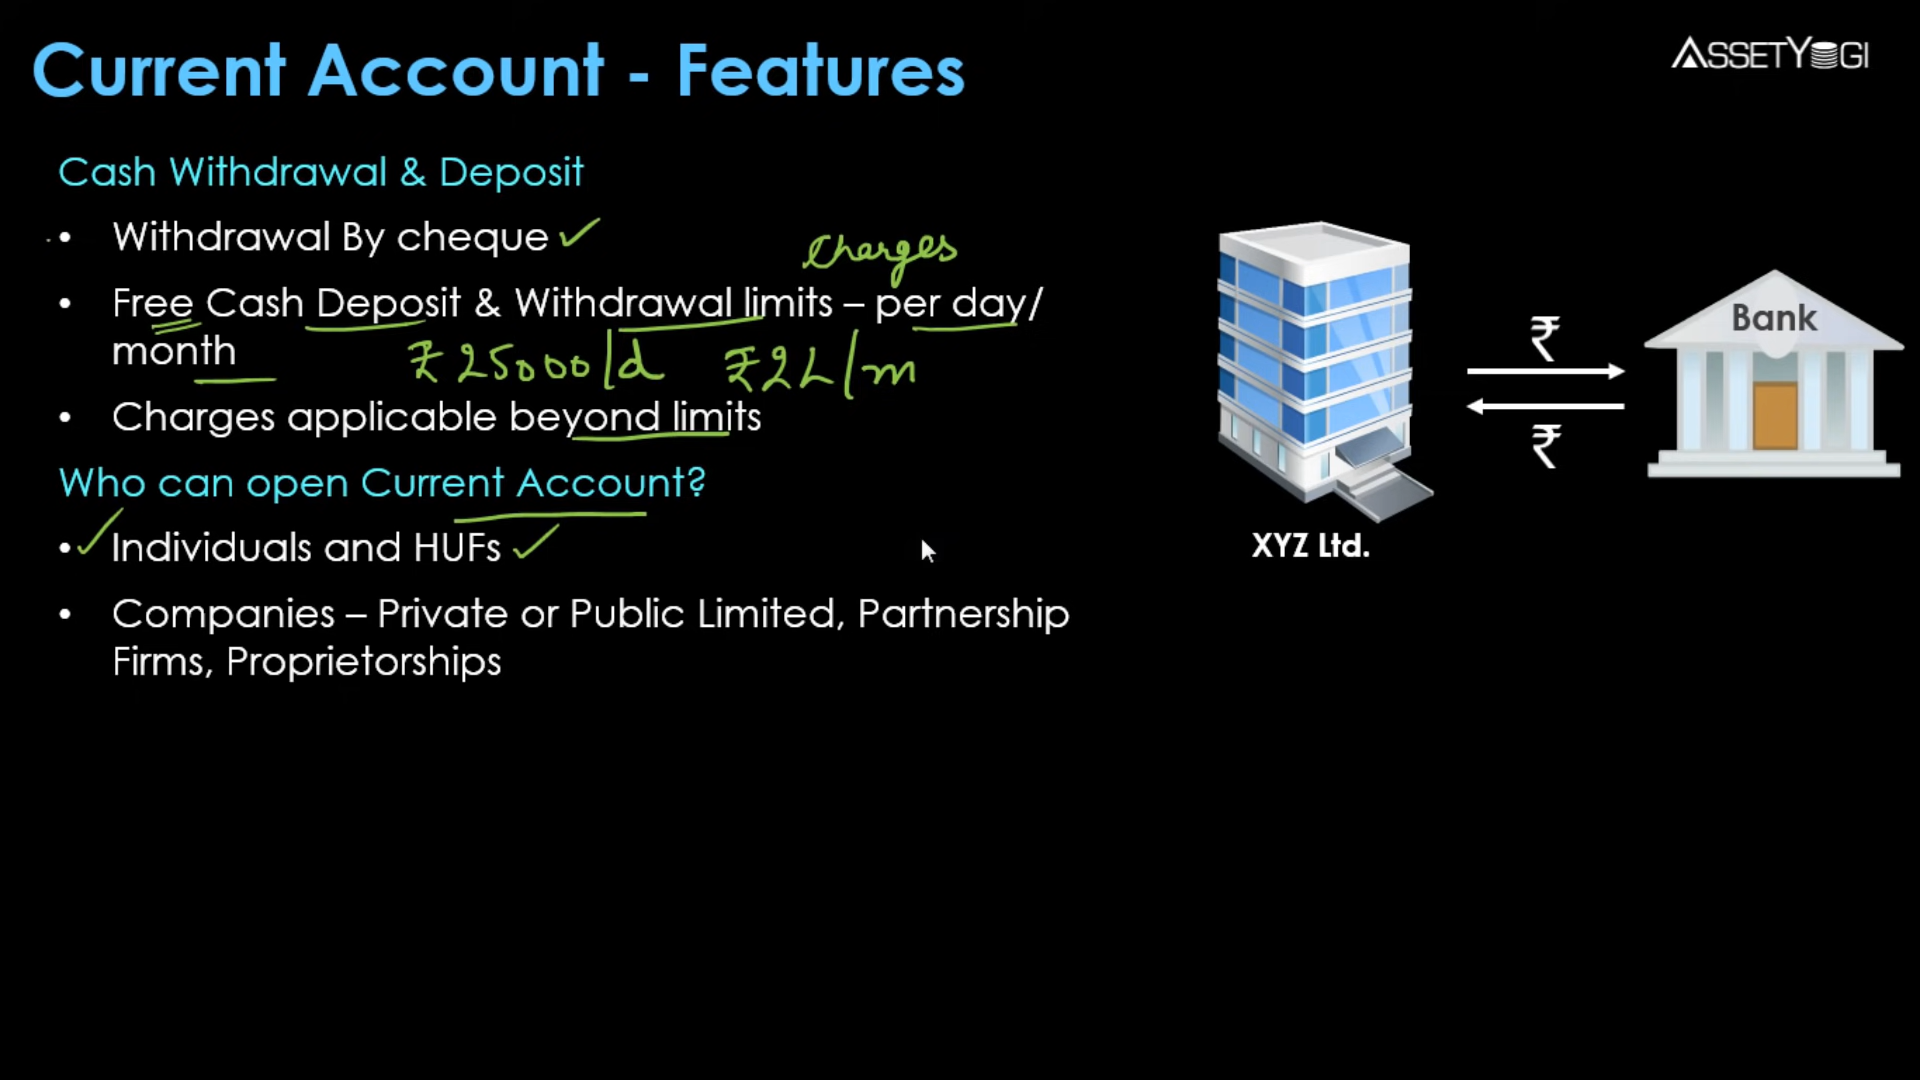 Current Account - Features
ASSETYOGI
Cash Withdrawal & Deposit
• Withdrawal By cheque ✓
Charges
• Free Cash Deposit & Withdrawal limits – per day/
month
₹25000/d ₹2L/m
• Charges applicable beyond limits
Who can open Current Account?
• ✓ Individuals and HUFs ✓
• Companies – Private or Public Limited, Partnership
Firms, Proprietorships
Bank
₹
₹
XYZ Ltd.